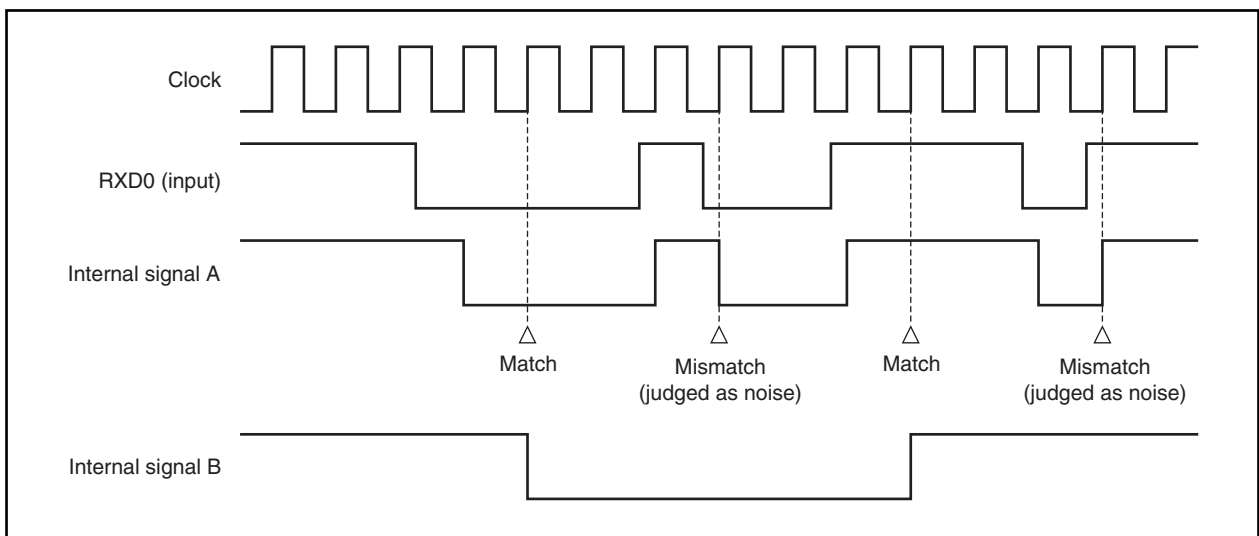 Clock
RXD0 (input)
Internal signal A
Match
Mismatch
(judged as noise)
Match
Mismatch
(judged as noise)
Internal signal B